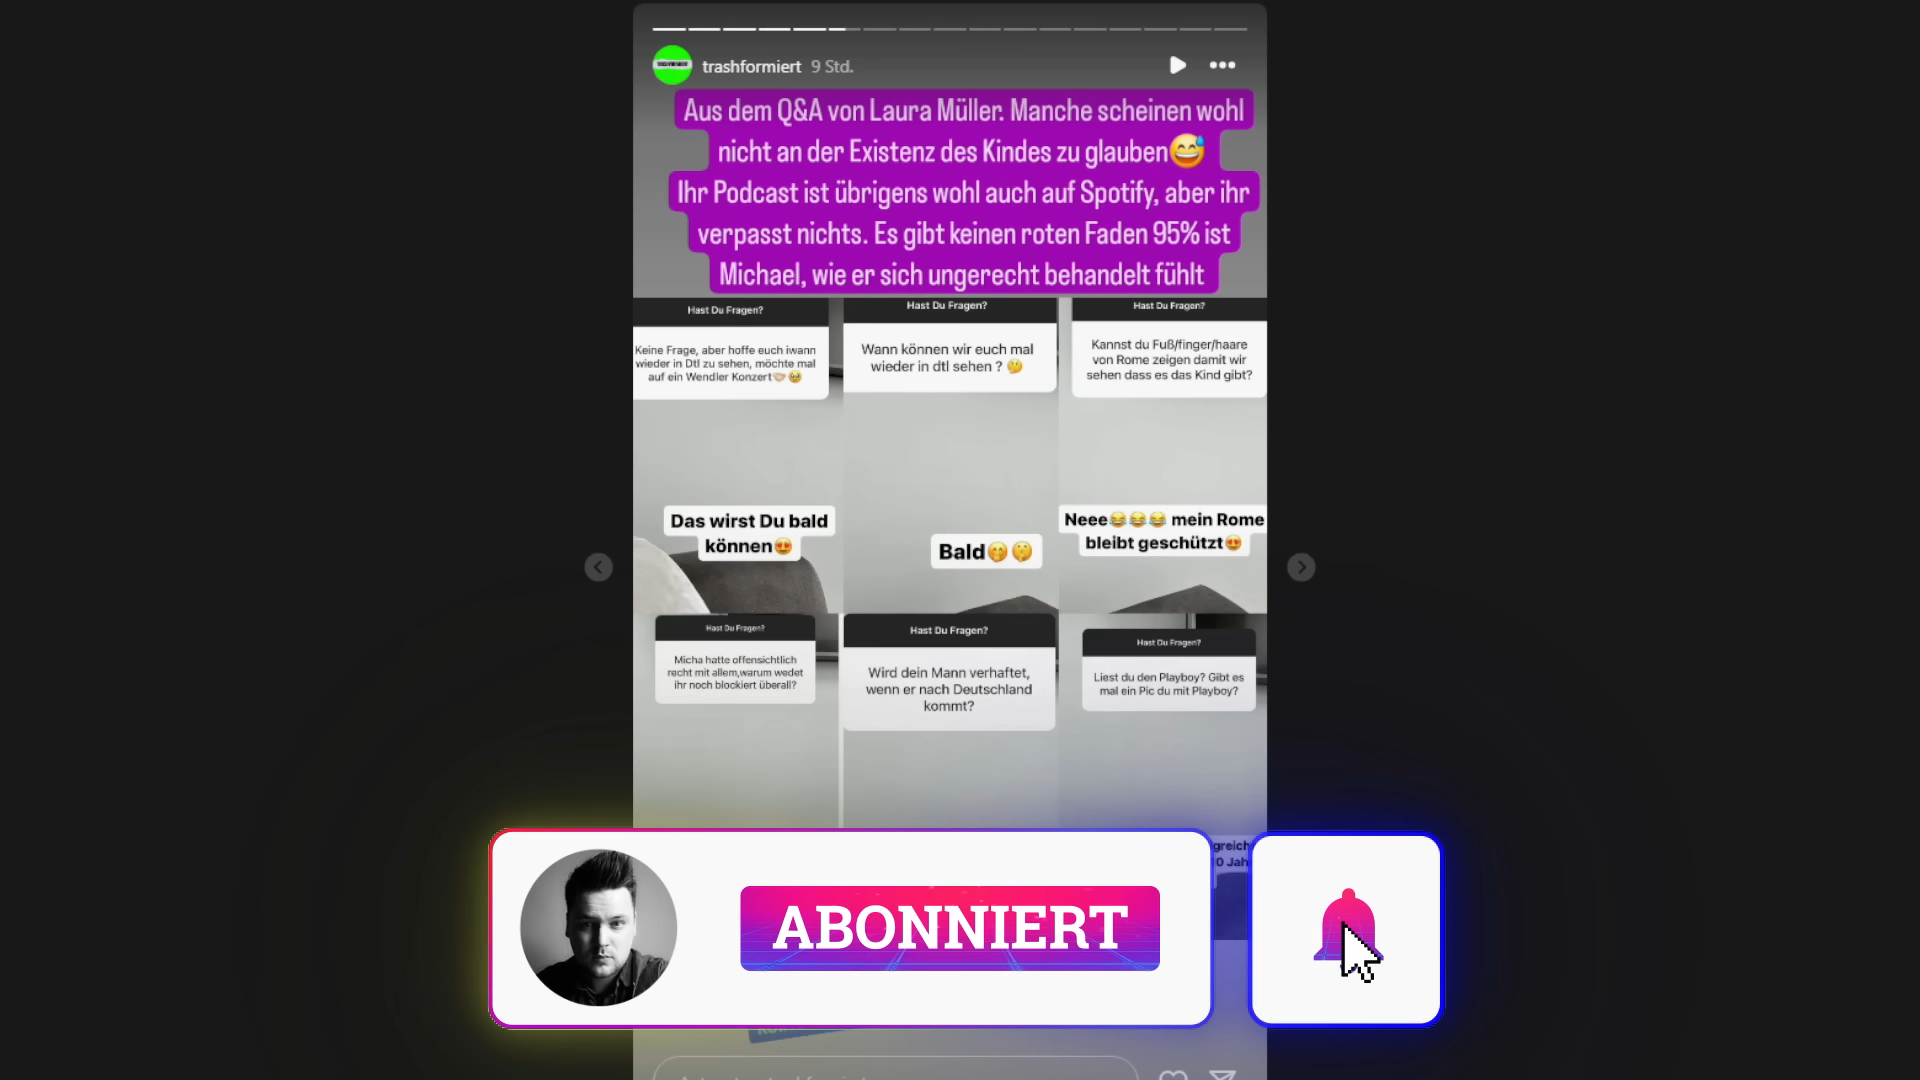 trashformiert 9 Std.
Aus dem Q&A von Laura Müller. Manche scheinen wohl
nicht an der Existenz des Kindes zu glauben😅
Ihr Podcast ist übrigens wohl auch auf Spotify, aber ihr
verpasst nichts. Es gibt keinen roten Faden 95% ist
Michael, wie er sich ungerecht behandelt fühlt
Hast Du Fragen?
Keine Frage, aber hoffe euch iwann
wieder in Dtl zu sehen, möchte mal
auf ein Wendler Konzert🤝🏻🥹
Das wirst Du bald
können😍
Hast Du Fragen?
Wann können wir euch mal
wieder in dtl sehen ? 🤔
Bald🤭🤫
Hast Du Fragen?
Kannst du Fuß/finger/haare
von Rome zeigen damit wir
sehen dass es das Kind gibt?
Neee😂😂😂 mein Rome
bleibt geschützt😍
Hast Du Fragen?
Micha hatte offensichtlich
recht mit allem,warum wedet
ihr noch blockiert überall?
Hast Du Fragen?
Wird dein Mann verhaftet,
wenn er nach Deutschland
kommt?
Hast Du Fragen?
Liest du den Playboy? Gibt es
mal ein Pic du mit Playboy?
greich
0 Jah
ABONNIERT